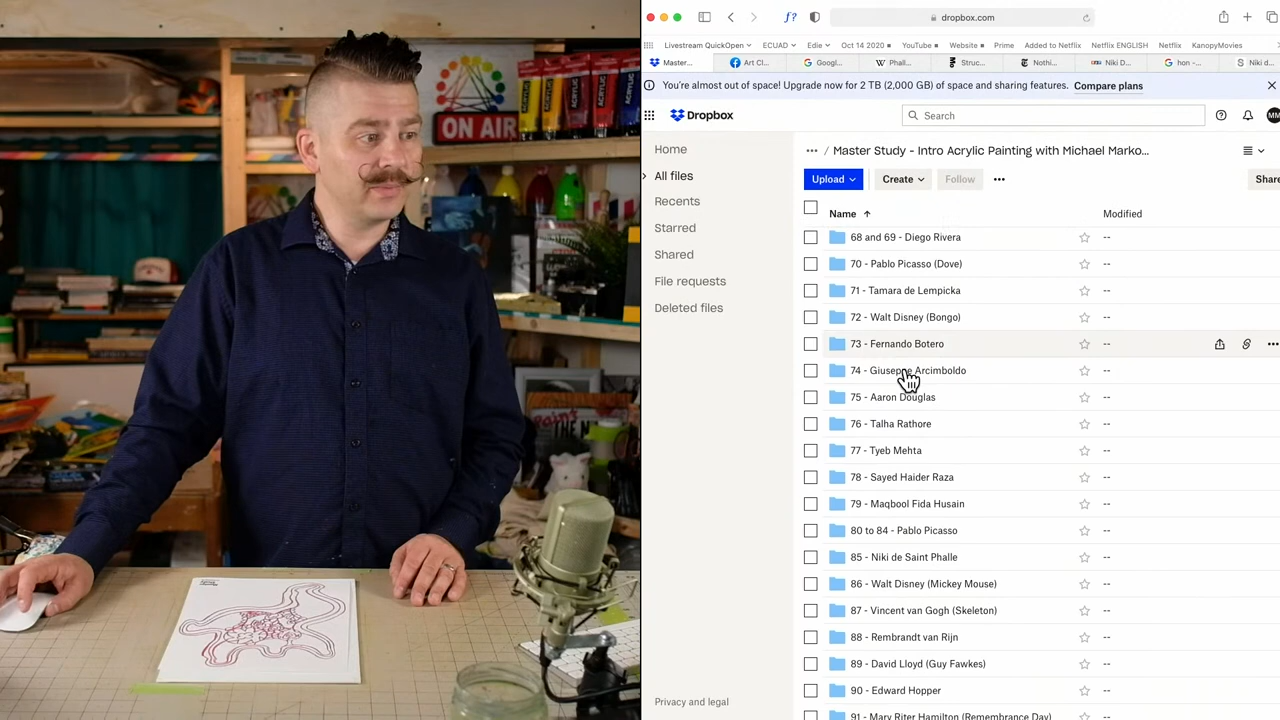 ACRYLIC
ON AIR
dropbox.com
Livestream QuickOpen
ECUAD
Edie
Oct 14 2020
YouTube
Website
Prime
Added to Netflix
Netflix ENGLISH
Netflix
KanopyMovies
Master...
Art Cl...
Googl...
Phall...
Struc...
Nothi...
Niki D...
hon -...
Niki d...
You're almost out of space! Upgrade now for 2 TB (2,000 GB) of space and sharing features. Compare plans
Dropbox
Search
MM
Home
All files
Recents
Starred
Shared
File requests
Deleted files
Privacy and legal
... / Master Study - Intro Acrylic Painting with Michael Marko...
Upload
Create
Follow
Share
Name
Modified
68 and 69 - Diego Rivera
--
70 - Pablo Picasso (Dove)
--
71 - Tamara de Lempicka
--
72 - Walt Disney (Bongo)
--
73 - Fernando Botero
--
74 - Giuseppe Arcimboldo
--
75 - Aaron Douglas
--
76 - Talha Rathore
--
77 - Tyeb Mehta
--
78 - Sayed Haider Raza
--
79 - Maqbool Fida Husain
--
80 to 84 - Pablo Picasso
--
85 - Niki de Saint Phalle
--
86 - Walt Disney (Mickey Mouse)
--
87 - Vincent van Gogh (Skeleton)
--
88 - Rembrandt van Rijn
--
89 - David Lloyd (Guy Fawkes)
--
90 - Edward Hopper
--
91 - Mary Riter Hamilton (Remembrance Day)
--